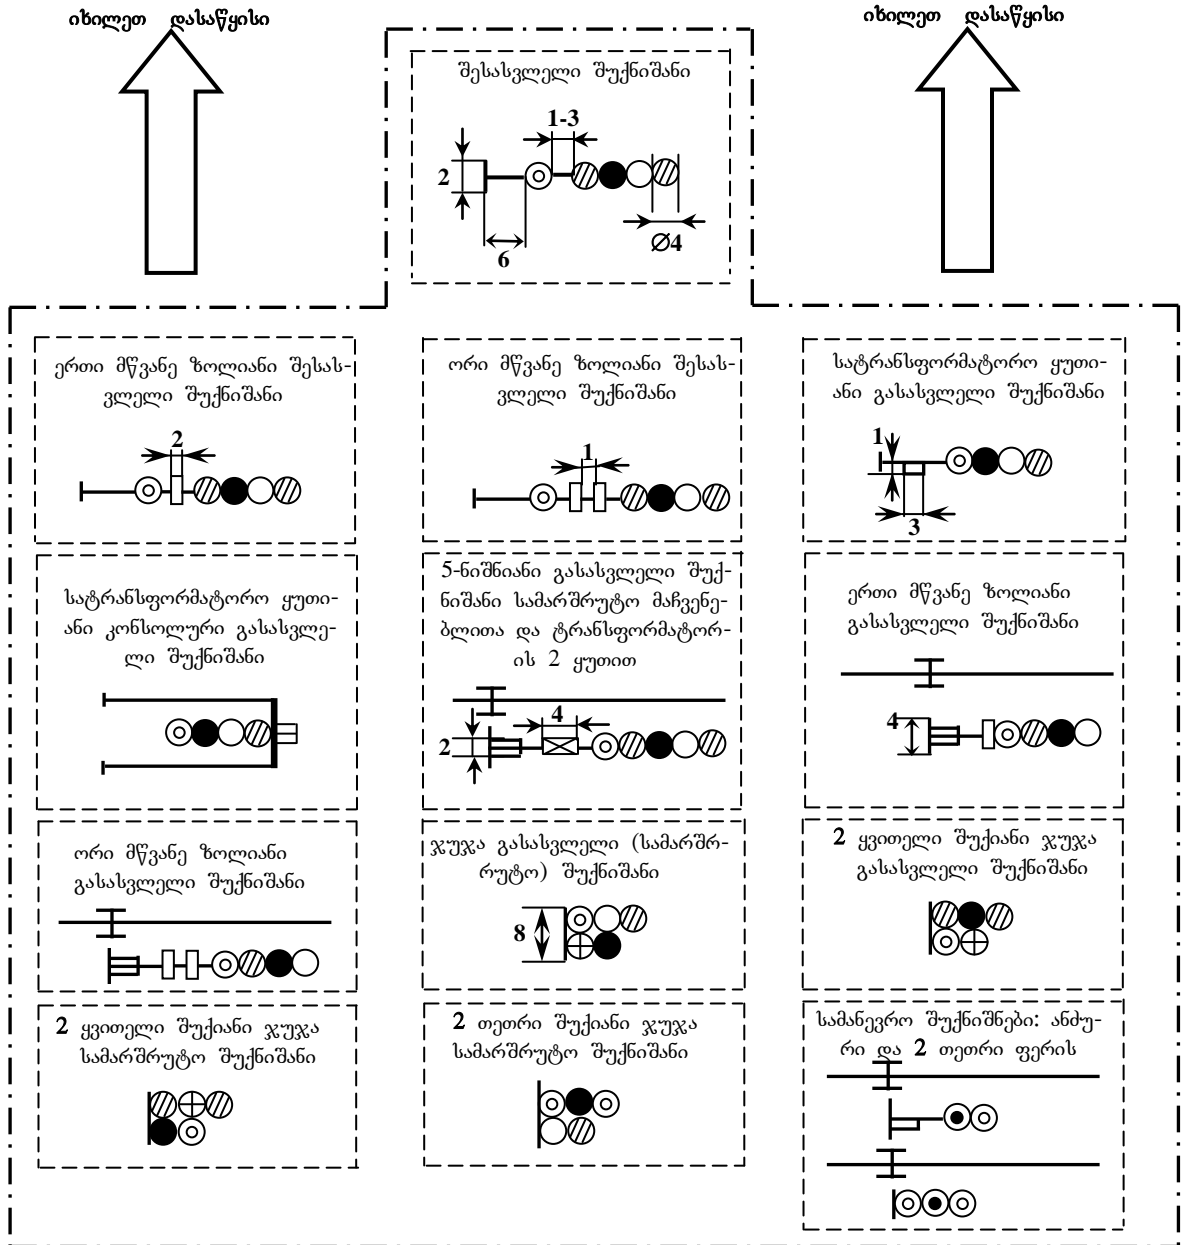 იხილეთ დასაწყისი
იხილეთ დასაწყისი
შესასვლელი შუქნიშანი
1-3
2
6
Ø4
ერთი მწვანე ზოლიანი შესას-
ვლელი შუქნიშანი
2
ორი მწვანე ზოლიანი შესას-
ვლელი შუქნიშანი
1
სატრანსფორმატორო ყუთი-
ანი გასასვლელი შუქნიშანი
1
3
სატრანსფორმატორო ყუთი-
ანი კონსოლური გასასვლე-
ლი შუქნიშანი
5-ნიშნიანი გასასვლელი შუქ-
ნიშანი სამარშრუტო მაჩვენე-
ბლითა და ტრანსფორმატორ-
ის 2 ყუთით
4
2
ერთი მწვანე ზოლიანი
გასასვლელი შუქნიშანი
4
ორი მწვანე ზოლიანი
გასასვლელი შუქნიშანი
ჯუჯა გასასვლელი (სამარშრ-
რუტო) შუქნიშანი
8
2 ყვითელი შუქიანი ჯუჯა
გასასვლელი შუქნიშანი
2 ყვითელი შუქიანი ჯუჯა
სამარშრუტო შუქნიშანი
2 თეთრი შუქიანი ჯუჯა
სამარშრუტო შუქნიშანი
სამანევრო შუქნიშნები: ანძუ-
რი და 2 თეთრი ფერის